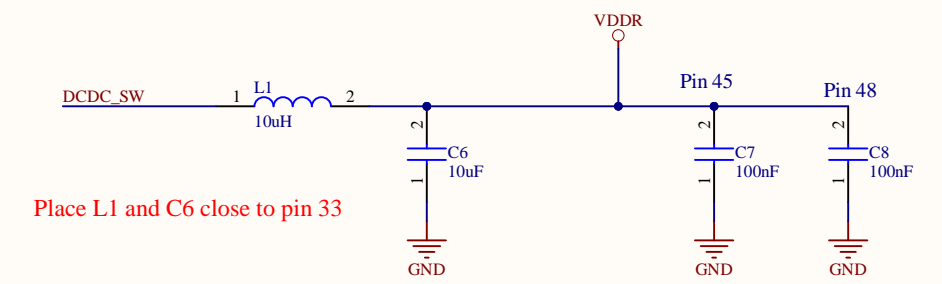 VDDR
Pin 45
Pin 48
DCDC_SW
1
L1
2
10uH
2
C6
10uF
1
2
C7
100nF
1
2
C8
100nF
1
Place L1 and C6 close to pin 33
GND
GND
GND